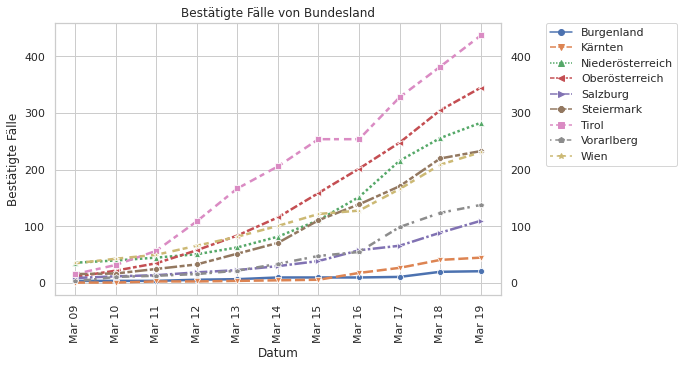 Bestätigte Fälle von Bundesland
Bestätigte Fälle
400
300
200
100
0
400
300
200
100
0
Mar 09
Mar 10
Mar 11
Mar 12
Mar 13
Mar 14
Mar 15
Mar 16
Mar 17
Mar 18
Mar 19
Datum
Burgenland
Kärnten
Niederösterreich
Oberösterreich
Salzburg
Steiermark
Tirol
Vorarlberg
Wien